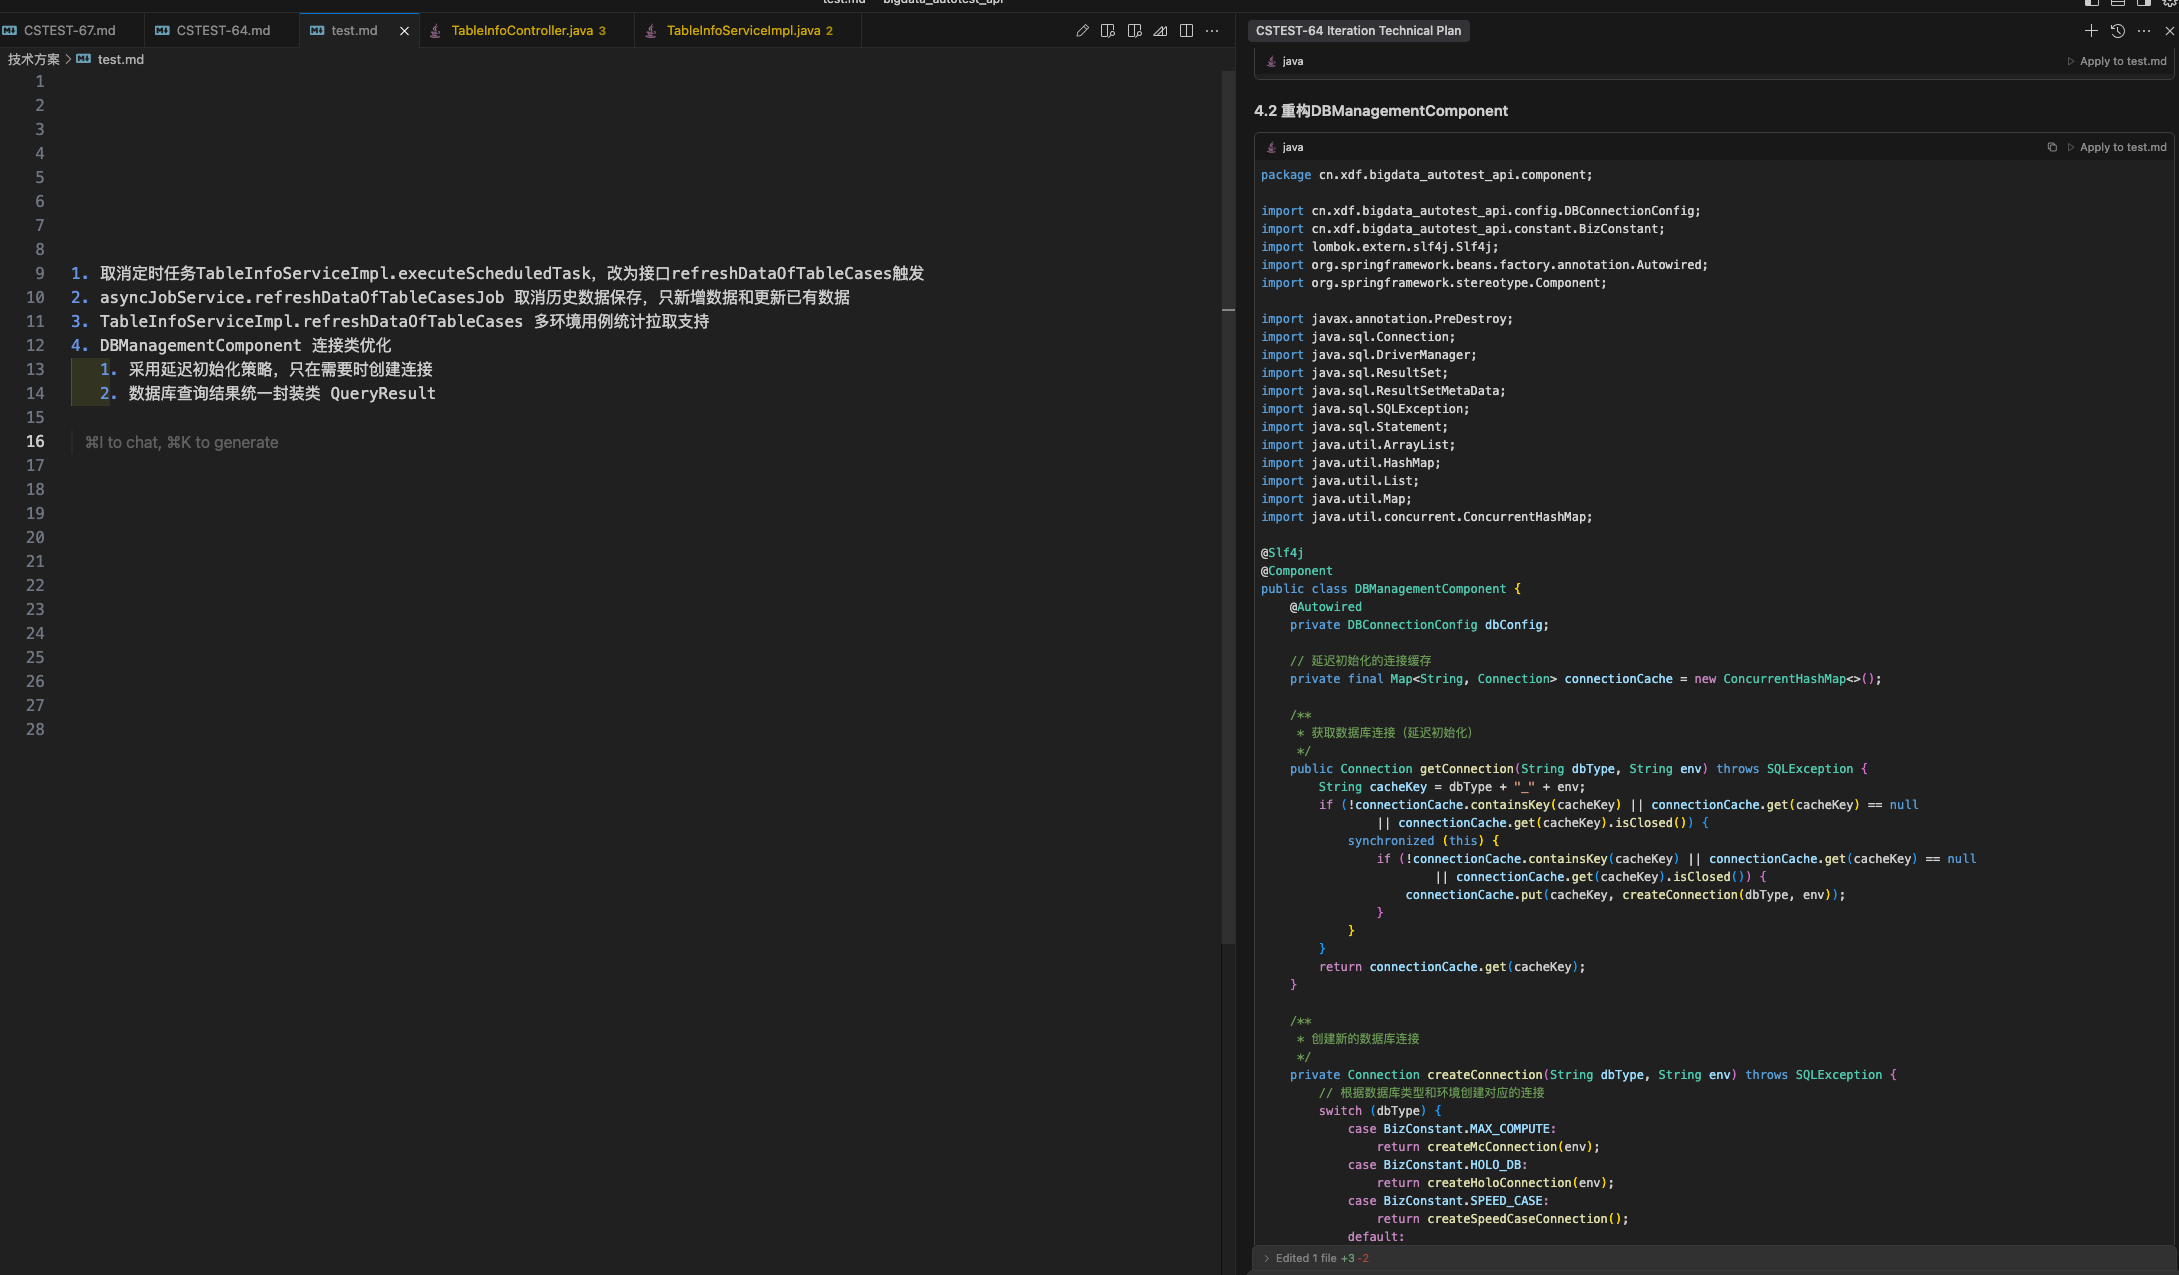 test.md — bigdata_autotest_api
CSTEST-67.md
CSTEST-64.md
test.md
TableInfoController.java 3
TableInfoServiceImpl.java 2
技术方案 > test.md
1
2
3
4
5
6
7
8
9 1. 取消定时任务TableInfoServiceImpl.executeScheduledTask，改为接口refreshDataOfTableCases触发
10 2. asyncJobService.refreshDataOfTableCasesJob 取消历史数据保存，只新增数据和更新已有数据
11 3. TableInfoServiceImpl.refreshDataOfTableCases 多环境用例统计拉取支持
12 4. DBManagementComponent 连接类优化
13 1. 采用延迟初始化策略，只在需要时创建连接
14 2. 数据库查询结果统一封装类 QueryResult
15
16 ⌘I to chat, ⌘K to generate
17
18
19
20
21
22
23
24
25
26
27
28
CSTEST-64 Iteration Technical Plan
java
Apply to test.md
4.2 重构DBManagementComponent
java
Apply to test.md
package cn.xdf.bigdata_autotest_api.component;
import cn.xdf.bigdata_autotest_api.config.DBConnectionConfig;
import cn.xdf.bigdata_autotest_api.constant.BizConstant;
import lombok.extern.slf4j.Slf4j;
import org.springframework.beans.factory.annotation.Autowired;
import org.springframework.stereotype.Component;
import javax.annotation.PreDestroy;
import java.sql.Connection;
import java.sql.DriverManager;
import java.sql.ResultSet;
import java.sql.ResultSetMetaData;
import java.sql.SQLException;
import java.sql.Statement;
import java.util.ArrayList;
import java.util.HashMap;
import java.util.List;
import java.util.Map;
import java.util.concurrent.ConcurrentHashMap;
@Slf4j
@Component
public class DBManagementComponent {
@Autowired
private DBConnectionConfig dbConfig;
// 延迟初始化的连接缓存
private final Map<String, Connection> connectionCache = new ConcurrentHashMap<>();
/**
* 获取数据库连接（延迟初始化）
*/
public Connection getConnection(String dbType, String env) throws SQLException {
String cacheKey = dbType + "_" + env;
if (!connectionCache.containsKey(cacheKey) || connectionCache.get(cacheKey) == null
|| connectionCache.get(cacheKey).isClosed()) {
synchronized (this) {
if (!connectionCache.containsKey(cacheKey) || connectionCache.get(cacheKey) == null
|| connectionCache.get(cacheKey).isClosed()) {
connectionCache.put(cacheKey, createConnection(dbType, env));
}
}
}
return connectionCache.get(cacheKey);
}
/**
* 创建新的数据库连接
*/
private Connection createConnection(String dbType, String env) throws SQLException {
// 根据数据库类型和环境创建对应的连接
switch (dbType) {
case BizConstant.MAX_COMPUTE:
return createMcConnection(env);
case BizConstant.HOLO_DB:
return createHoloConnection(env);
case BizConstant.SPEED_CASE:
return createSpeedCaseConnection();
default:
> Edited 1 file +3 -2